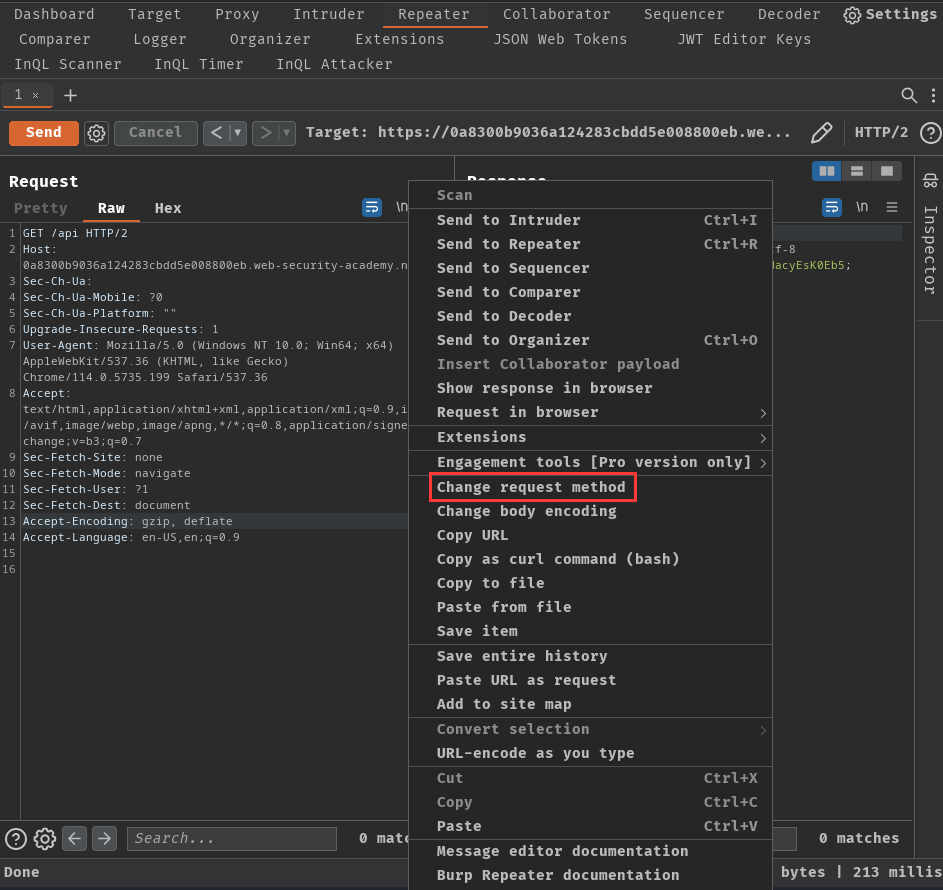 Dashboard Target Proxy Intruder Repeater Collaborator Sequencer Decoder Settings
Comparer Logger Organizer Extensions JSON Web Tokens JWT Editor Keys
InQL Scanner InQL Timer InQL Attacker
1 × +
Send Cancel < ▾ > ▾ Target: https://0a8300b9036a124283cbdd5e008800eb.we... HTTP/2 ?
Request
Pretty Raw Hex \n
1 GET /api HTTP/2
2 Host:
0a8300b9036a124283cbdd5e008800eb.web-security-academy.n
3 Sec-Ch-Ua:
4 Sec-Ch-Ua-Mobile: ?0
5 Sec-Ch-Ua-Platform: ""
6 Upgrade-Insecure-Requests: 1
7 User-Agent: Mozilla/5.0 (Windows NT 10.0; Win64; x64)
AppleWebKit/537.36 (KHTML, like Gecko)
Chrome/114.0.5735.199 Safari/537.36
8 Accept:
text/html,application/xhtml+xml,application/xml;q=0.9,i
/avif,image/webp,image/apng,*/*;q=0.8,application/signe
change;v=b3;q=0.7
9 Sec-Fetch-Site: none
10 Sec-Fetch-Mode: navigate
11 Sec-Fetch-User: ?1
12 Sec-Fetch-Dest: document
13 Accept-Encoding: gzip, deflate
14 Accept-Language: en-US,en;q=0.9
15
16
Scan
Send to Intruder Ctrl+I
Send to Repeater Ctrl+R
Send to Sequencer
Send to Comparer
Send to Decoder
Send to Organizer Ctrl+O
Insert Collaborator payload
Show response in browser
Request in browser >
Extensions >
Engagement tools [Pro version only] >
Change request method
Change body encoding
Copy URL
Copy as curl command (bash)
Copy to file
Paste from file
Save item
Save entire history
Paste URL as request
Add to site map
Convert selection >
URL-encode as you type
Cut Ctrl+X
Copy Ctrl+C
Paste Ctrl+V
Message editor documentation
Burp Repeater documentation
\n
f-8
acyEsK0Eb5;
Inspector
? Search... 0 matc
0 matches
Done
bytes | 213 millis